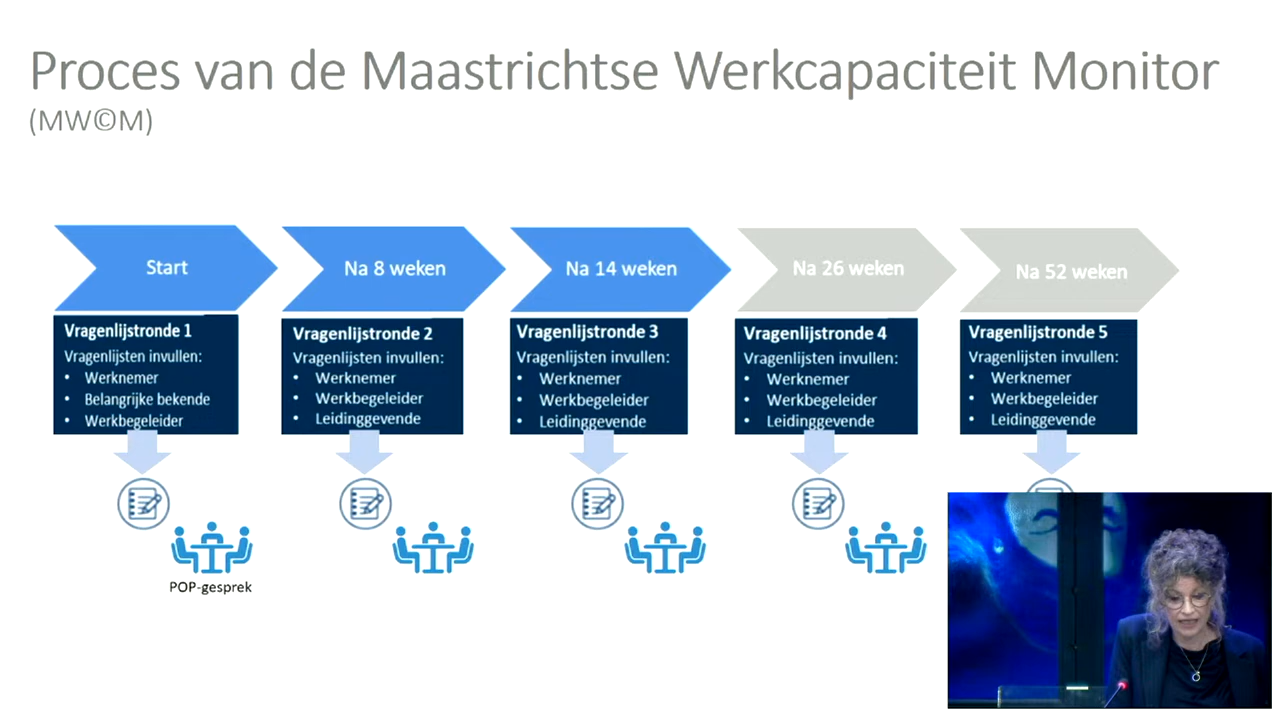 Proces van de Maastrichtse Werkcapaciteit Monitor
(MW©M)
Start
Na 8 weken
Na 14 weken
Na 26 weken
Na 52 weken
Vragenlijstronde 1
Vragenlijsten invullen:
• Werknemer
• Belangrijke bekende
• Werkbegeleider
Vragenlijstronde 2
Vragenlijsten invullen:
• Werknemer
• Werkbegeleider
• Leidinggevende
Vragenlijstronde 3
Vragenlijsten invullen:
• Werknemer
• Werkbegeleider
• Leidinggevende
Vragenlijstronde 4
Vragenlijsten invullen:
• Werknemer
• Werkbegeleider
• Leidinggevende
Vragenlijstronde 5
Vragenlijsten invullen:
• Werknemer
• Werkbegeleider
• Leidinggevende
POP-gesprek